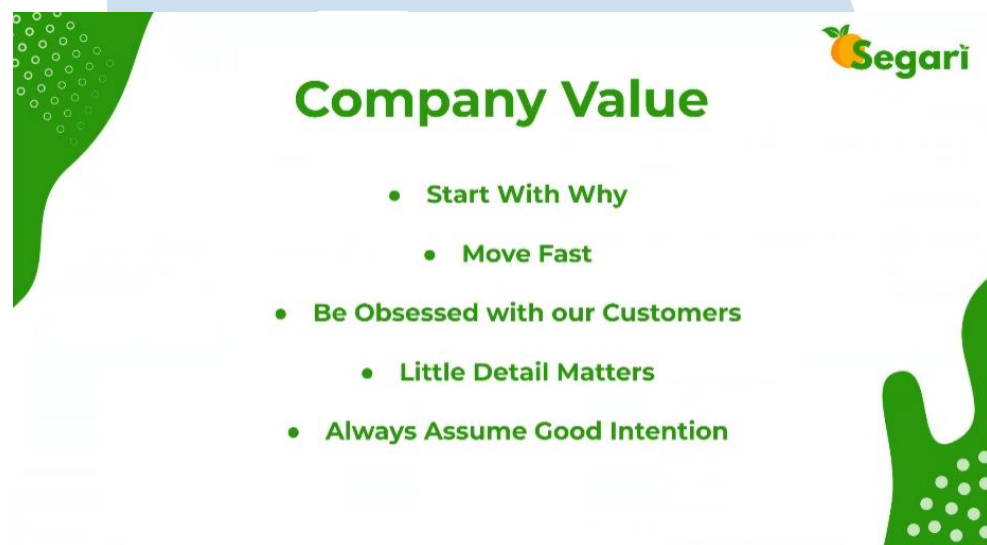 Segari
Company Value
● Start With Why
● Move Fast
● Be Obsessed with our Customers
● Little Detail Matters
● Always Assume Good Intention